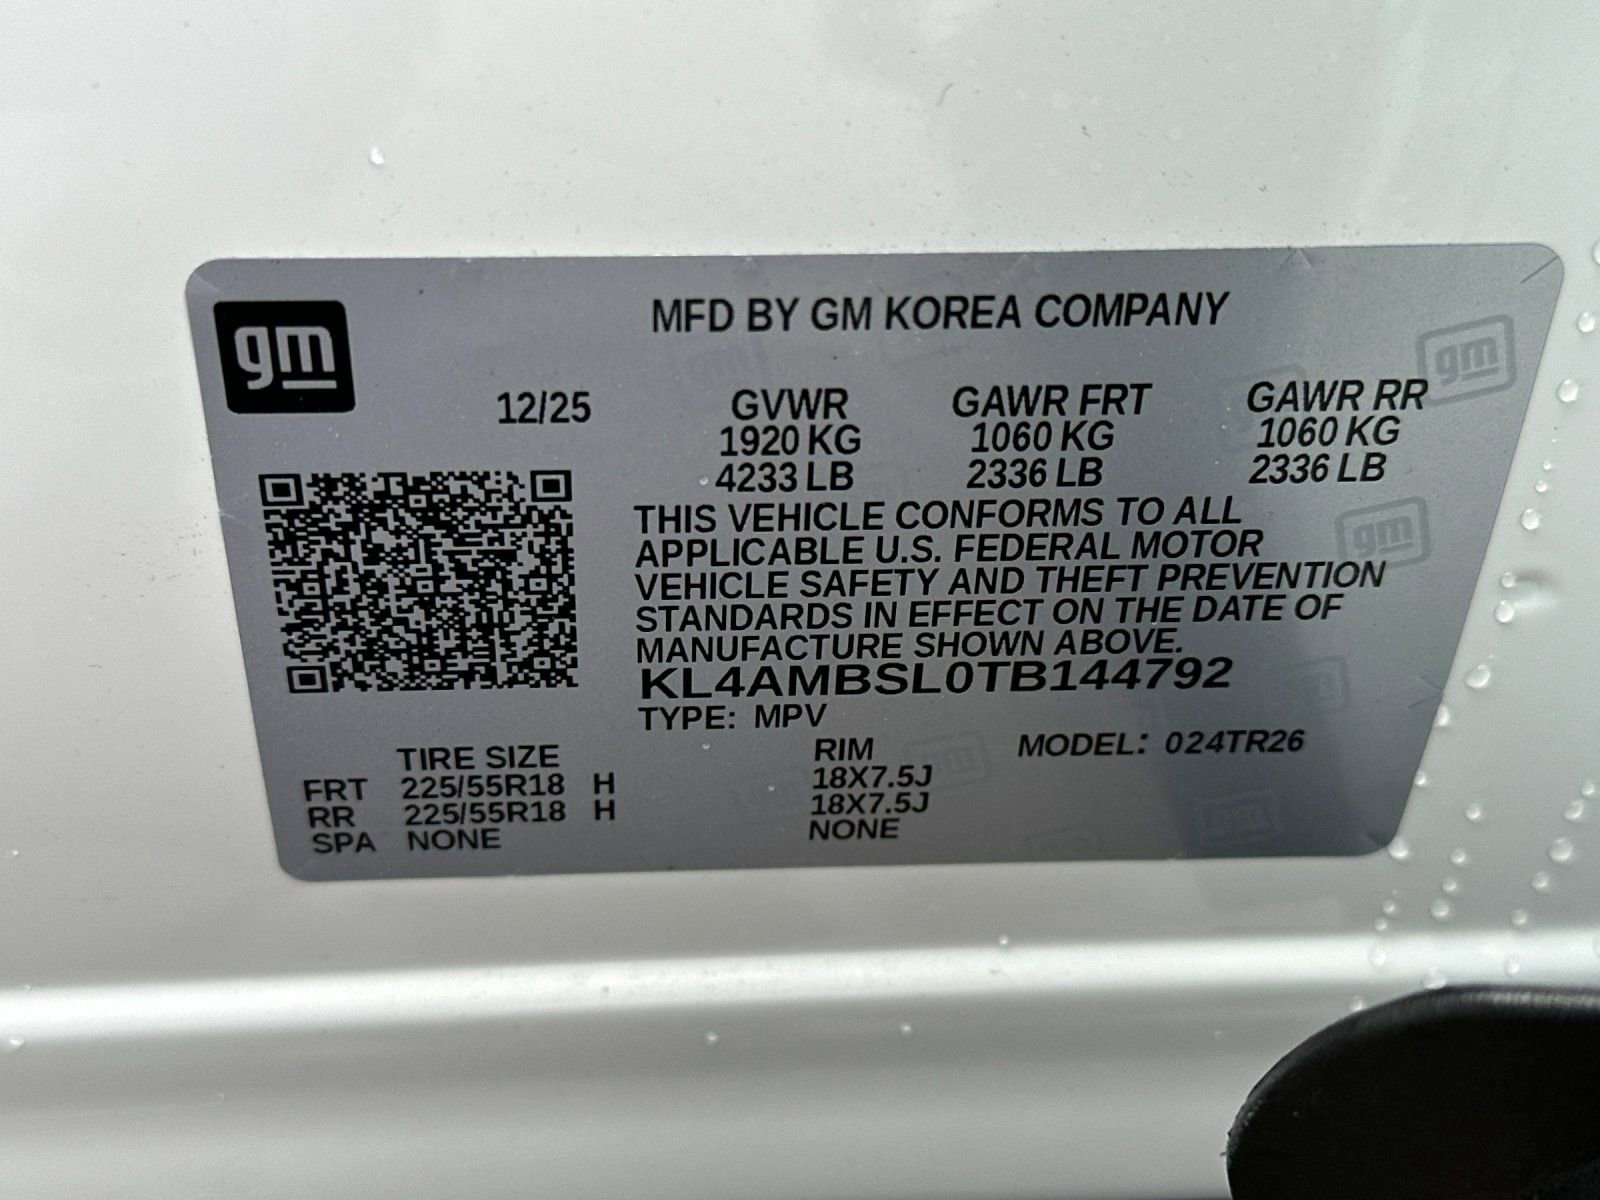 gm
MFD BY GM KOREA COMPANY
12/25 GVWR GAWR FRT GAWR RR
1920 KG 1060 KG 1060 KG
4233 LB 2336 LB 2336 LB
THIS VEHICLE CONFORMS TO ALL
APPLICABLE U.S. FEDERAL MOTOR
VEHICLE SAFETY AND THEFT PREVENTION
STANDARDS IN EFFECT ON THE DATE OF
MANUFACTURE SHOWN ABOVE.
KL4AMBSL0TB144792
TYPE: MPV
TIRE SIZE RIM MODEL: 024TR26
FRT 225/55R18 H 18X7.5J
RR 225/55R18 H 18X7.5J
SPA NONE NONE